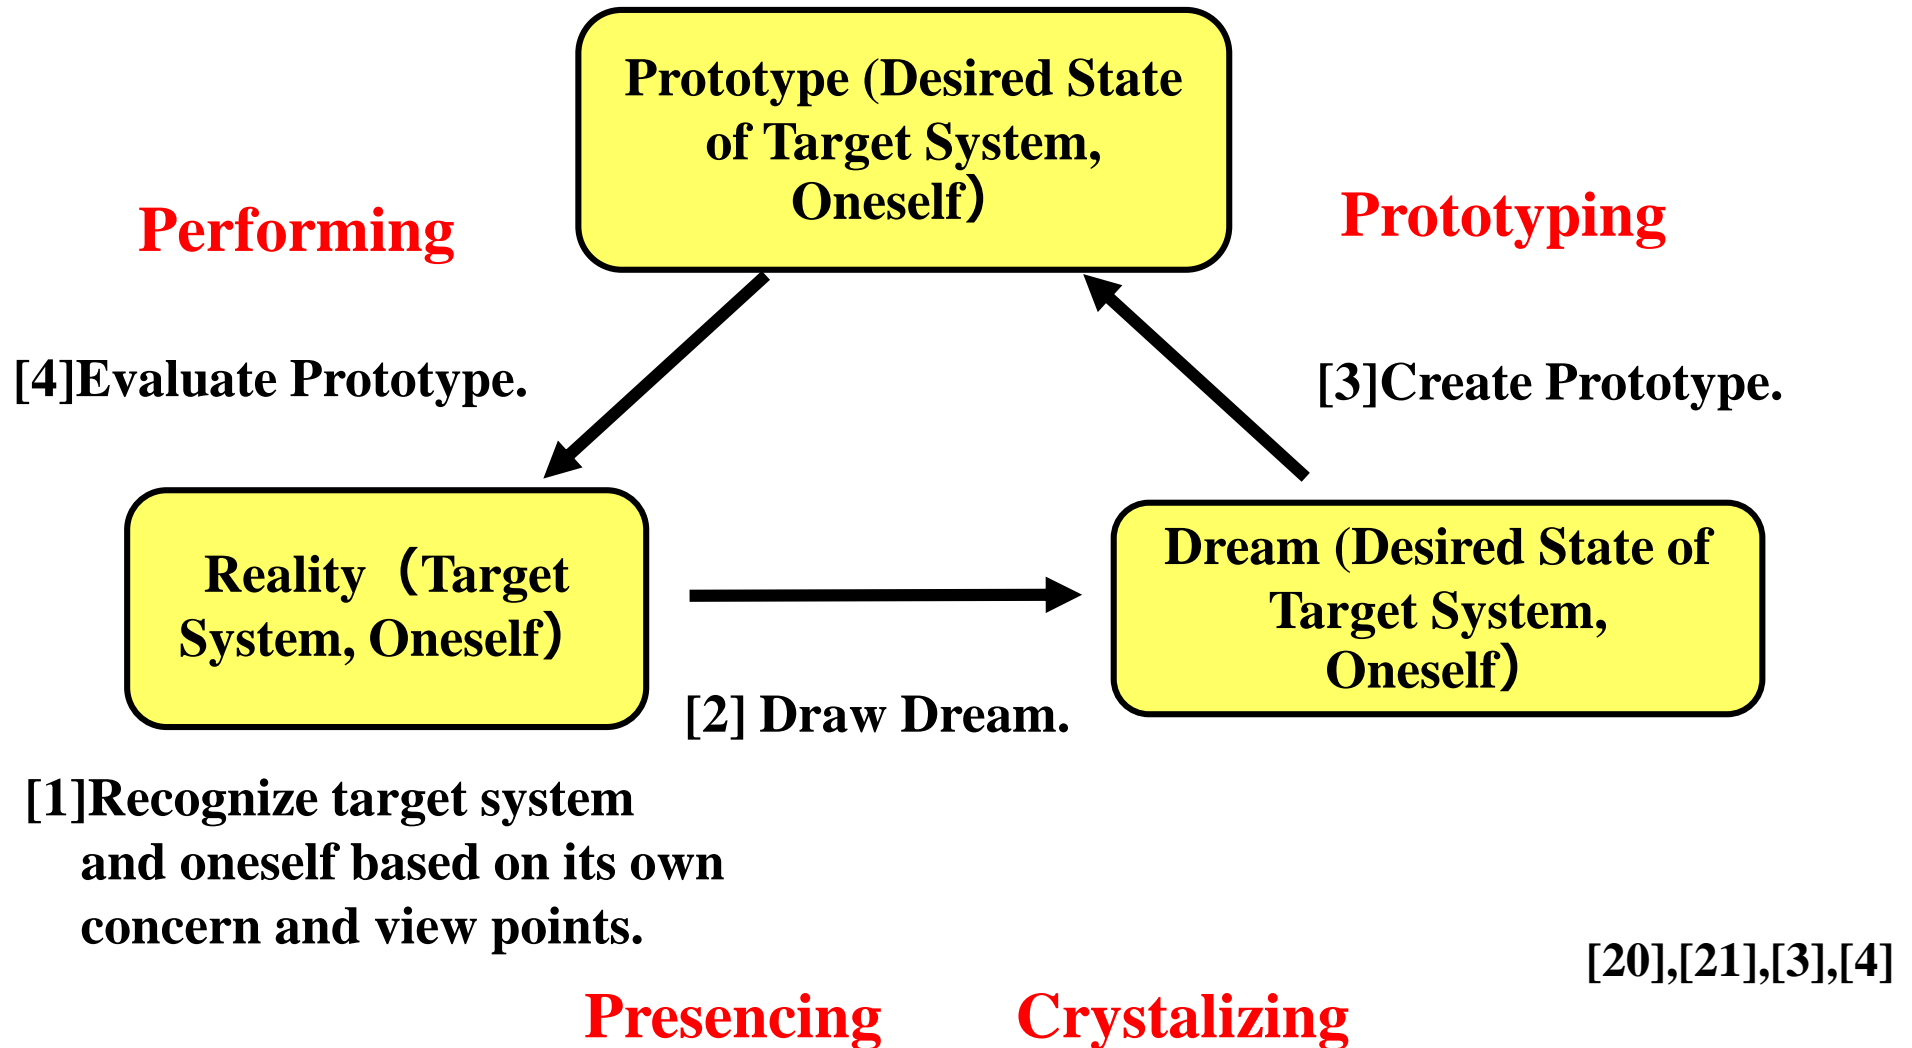 Prototype (Desired State
of Target System,
Oneself）
Performing
Prototyping
[4]Evaluate Prototype.
[3]Create Prototype.
Reality（Target
System, Oneself）
Dream (Desired State of
Target System,
Oneself）
[2] Draw Dream.
[1]Recognize target system
and oneself based on its own
concern and view points.
[20],[21],[3],[4]
Presencing
Crystalizing